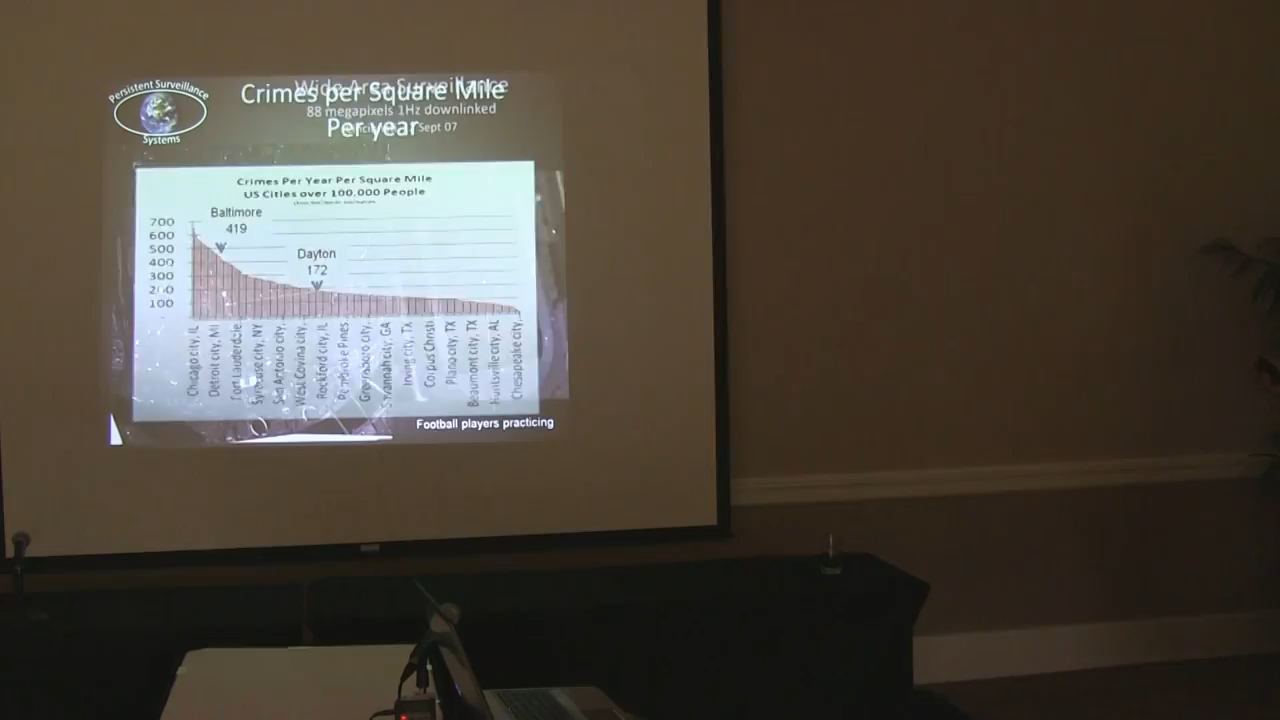 Persistent Surveillance
Systems
Wide Area Surveillance
Crimes per Square Mile
88 megapixels 1Hz downlinked
Per year
Sept 07
Crimes Per Year Per Square Mile
US Cities over 100,000 People
Baltimore
419
Dayton
172
700
600
500
400
300
200
100
Chicago city, IL
Detroit city, MI
Fort Lauderdale
Syracuse city, NY
San Antonio city,
West Covina city,
Rockford city, IL
Pembroke Pines
Greensboro city,
Savannah city, GA
Irving city, TX
Corpus Christi
Plano city, TX
Beaumont city, TX
Huntsville city, AL
Chesapeake city,
Football players practicing